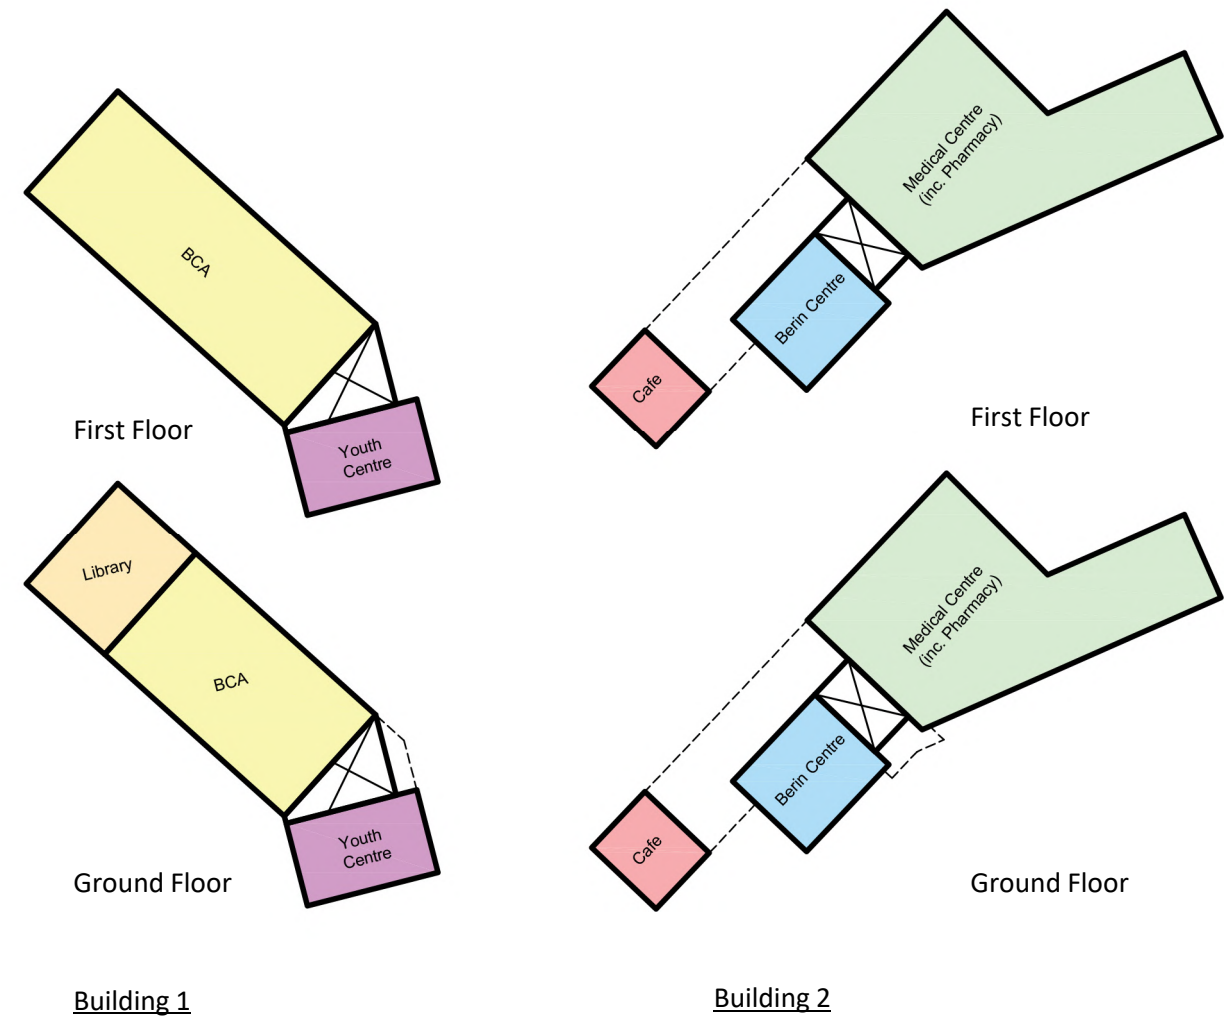 Medical Centre
(inc. Pharmacy)
BCA
Berin Centre
Cafe
First Floor
First Floor
Youth
Centre
Library
BCA
Medical Centre
(inc. Pharmacy)
Berin Centre
Youth
Centre
Cafe
Ground Floor
Ground Floor
Building 1
Building 2